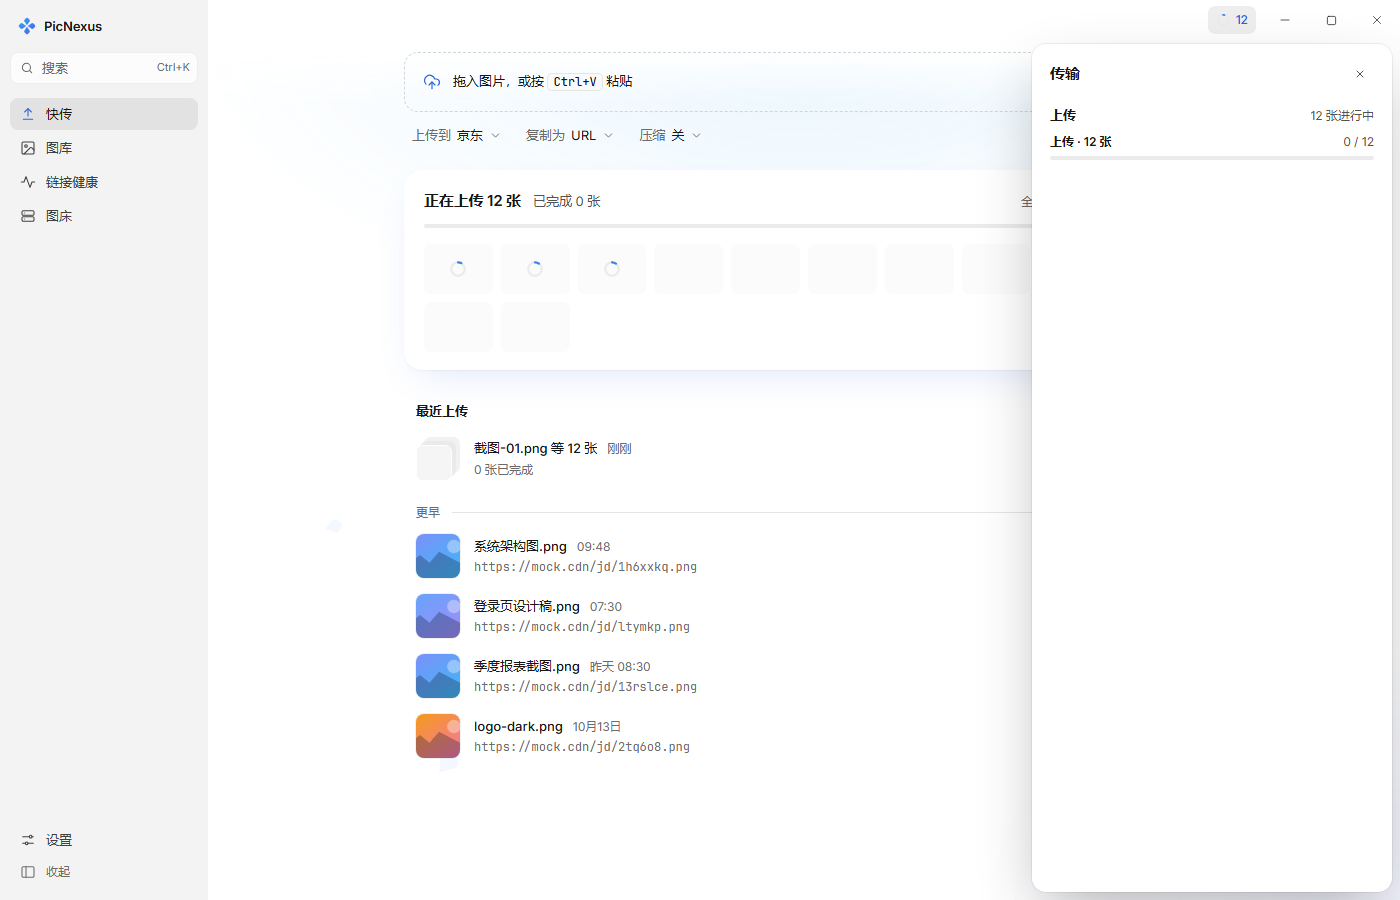 PicNexus
搜索 Ctrl+K
快传
图库
链接健康
图床
设置
收起
12
拖入图片，或按 Ctrl+V 粘贴
上传到 京东 复制为 URL 压缩 关
正在上传 12 张 已完成 0 张 全
最近上传
截图-01.png 等 12 张 刚刚
0 张已完成
更早
系统架构图.png 09:48
https://mock.cdn/jd/1h6xxkq.png
登录页设计稿.png 07:30
https://mock.cdn/jd/ltymkp.png
季度报表截图.png 昨天 08:30
https://mock.cdn/jd/13rslce.png
logo-dark.png 10月13日
https://mock.cdn/jd/2tq6o8.png
传输
上传 12 张进行中
上传 · 12 张 0 / 12